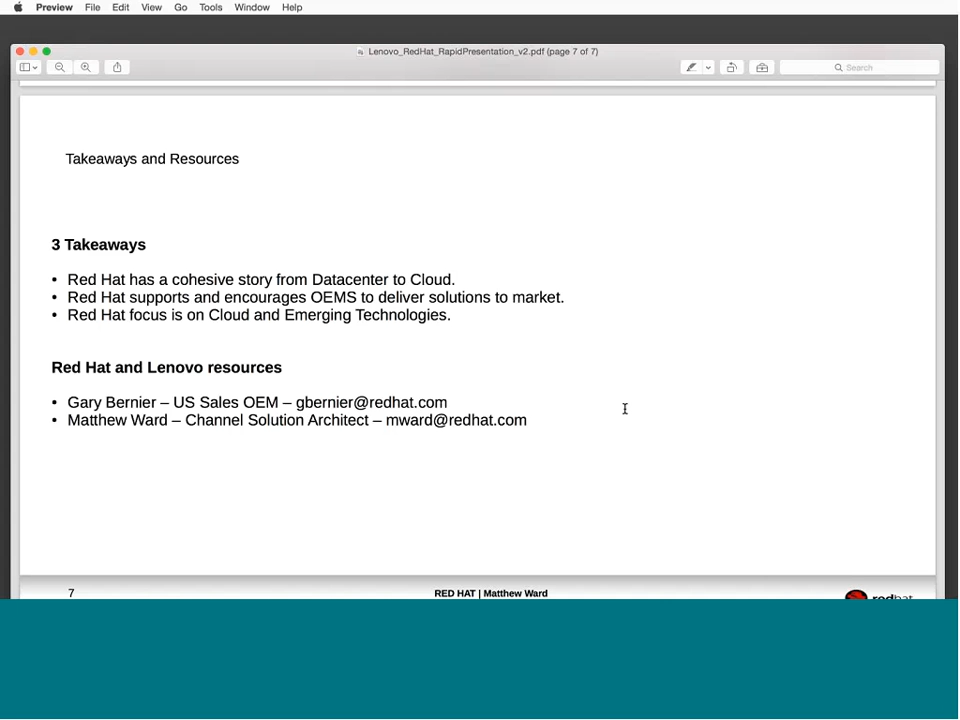 Preview File Edit View Go Tools Window Help
Lenovo_RedHat_RapidPresentation_v2.pdf (page 7 of 7)
Search
Takeaways and Resources
3 Takeaways
• Red Hat has a cohesive story from Datacenter to Cloud.
• Red Hat supports and encourages OEMS to deliver solutions to market.
• Red Hat focus is on Cloud and Emerging Technologies.
Red Hat and Lenovo resources
• Gary Bernier – US Sales OEM – gbernier@redhat.com
• Matthew Ward – Channel Solution Architect – mward@redhat.com
7 RED HAT | Matthew Ward redhat